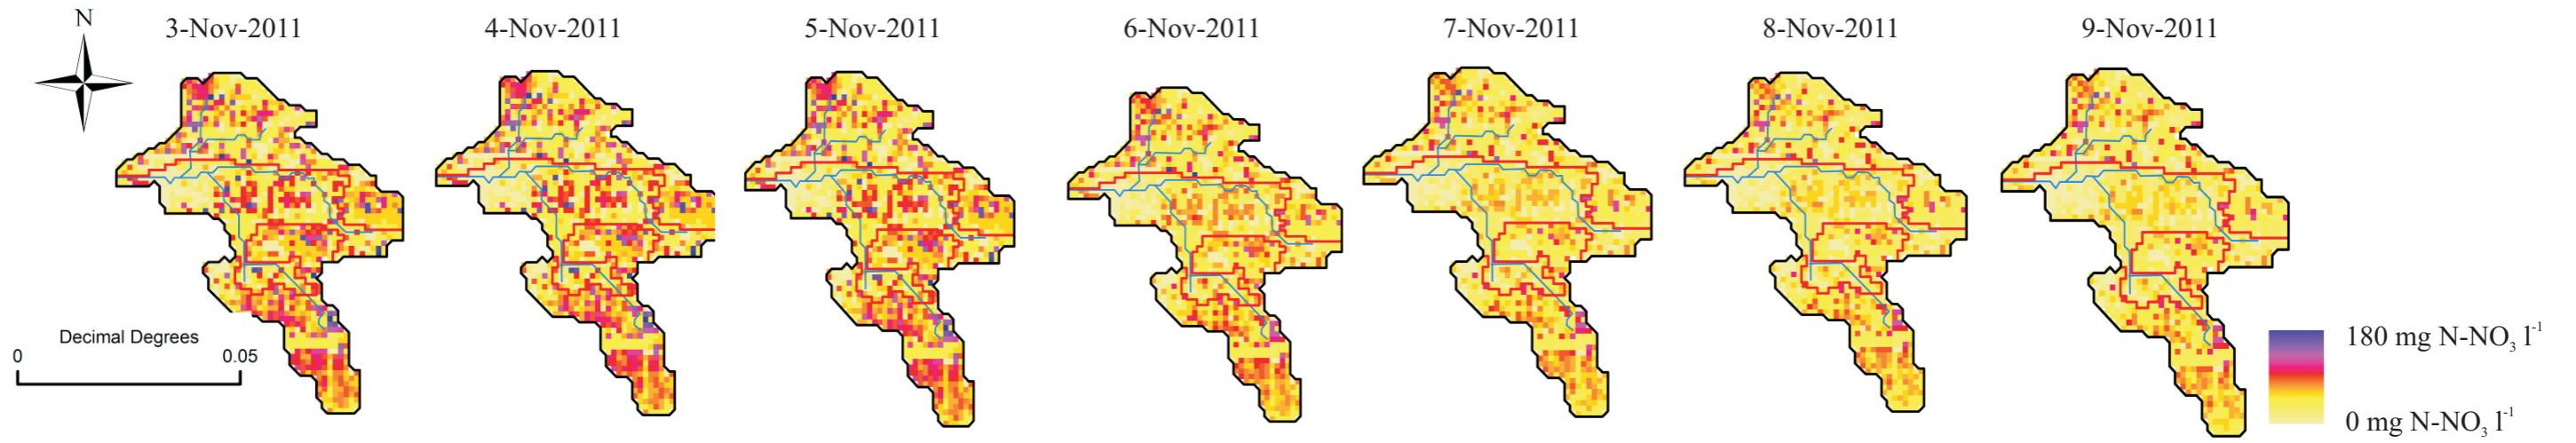 N
3-Nov-2011
4-Nov-2011
5-Nov-2011
6-Nov-2011
7-Nov-2011
8-Nov-2011
9-Nov-2011
Decimal Degrees
0
0.05
180 mg N-NO₃ l⁻¹
0 mg N-NO₃ l⁻¹